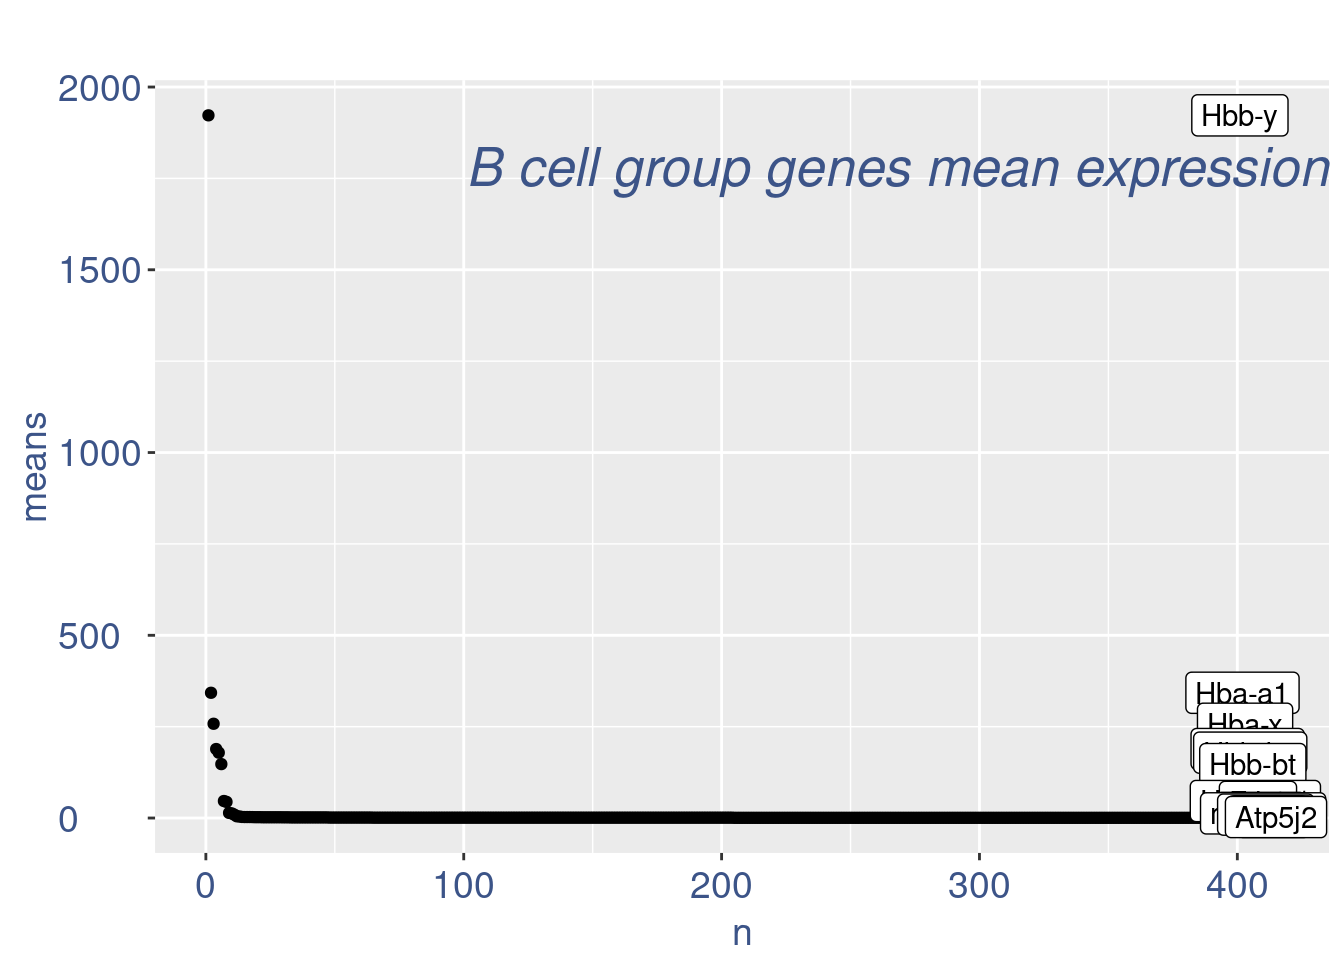 2000
Hbb-y
B cell group genes mean expression
1500
means
1000
500
Hba-a1
Hba-x
Hbb-bt
0
Atp5j2
0
100
200
300
400
n